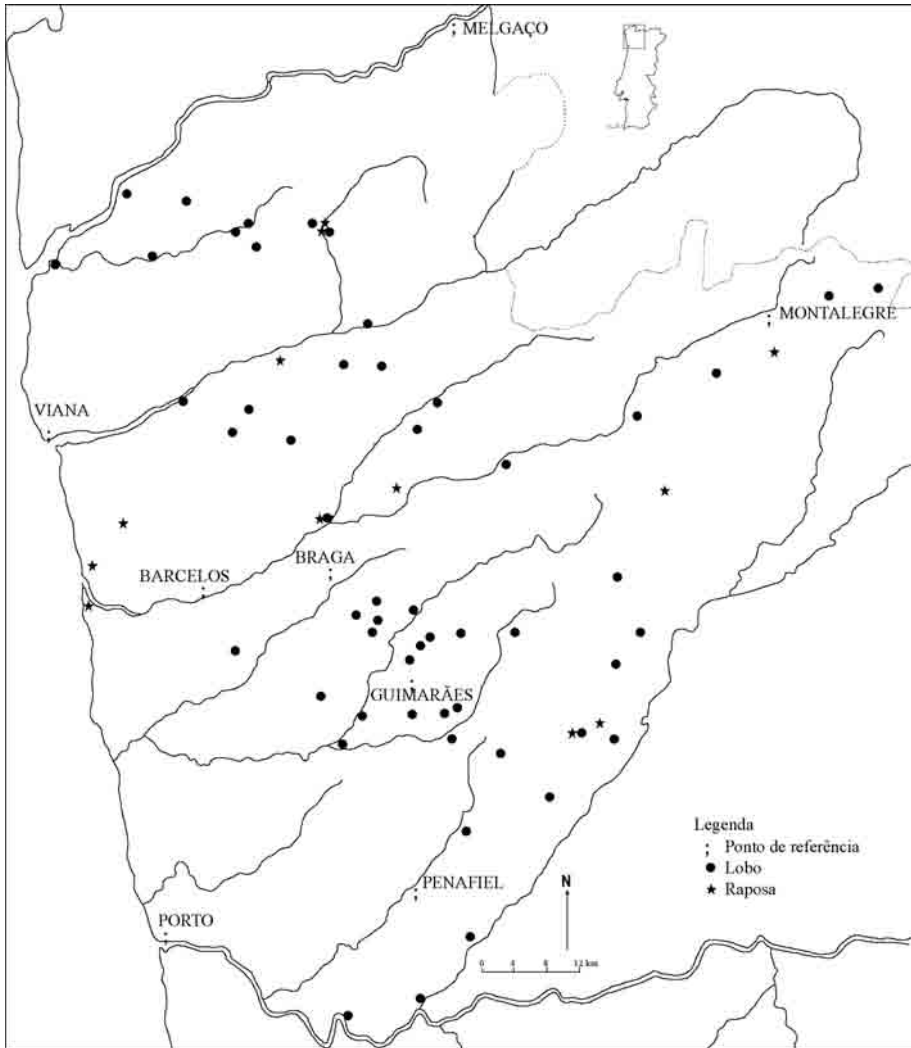 MELGAÇO
MONTALEGRE
VIANA
BRAGA
BARCELOS
GUIMARÃES
Legenda
Ponto de referência
Lobo
Raposa
PENAFIEL
N
PORTO
0 4 8 12 km